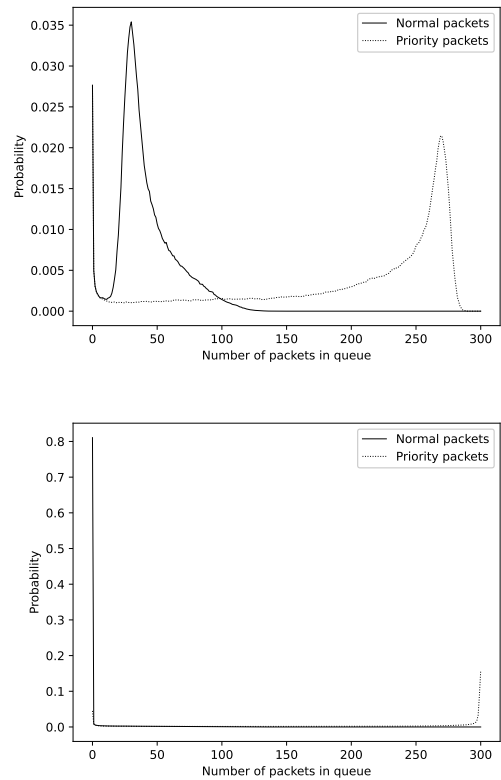 0.035
0.030
0.025
0.020
0.015
0.010
0.005
0.000
Probability
Normal packets
Priority packets
0 50 100 150 200 250 300
Number of packets in queue
0.8
0.7
0.6
0.5
0.4
0.3
0.2
0.1
0.0
Probability
Normal packets
Priority packets
0 50 100 150 200 250 300
Number of packets in queue